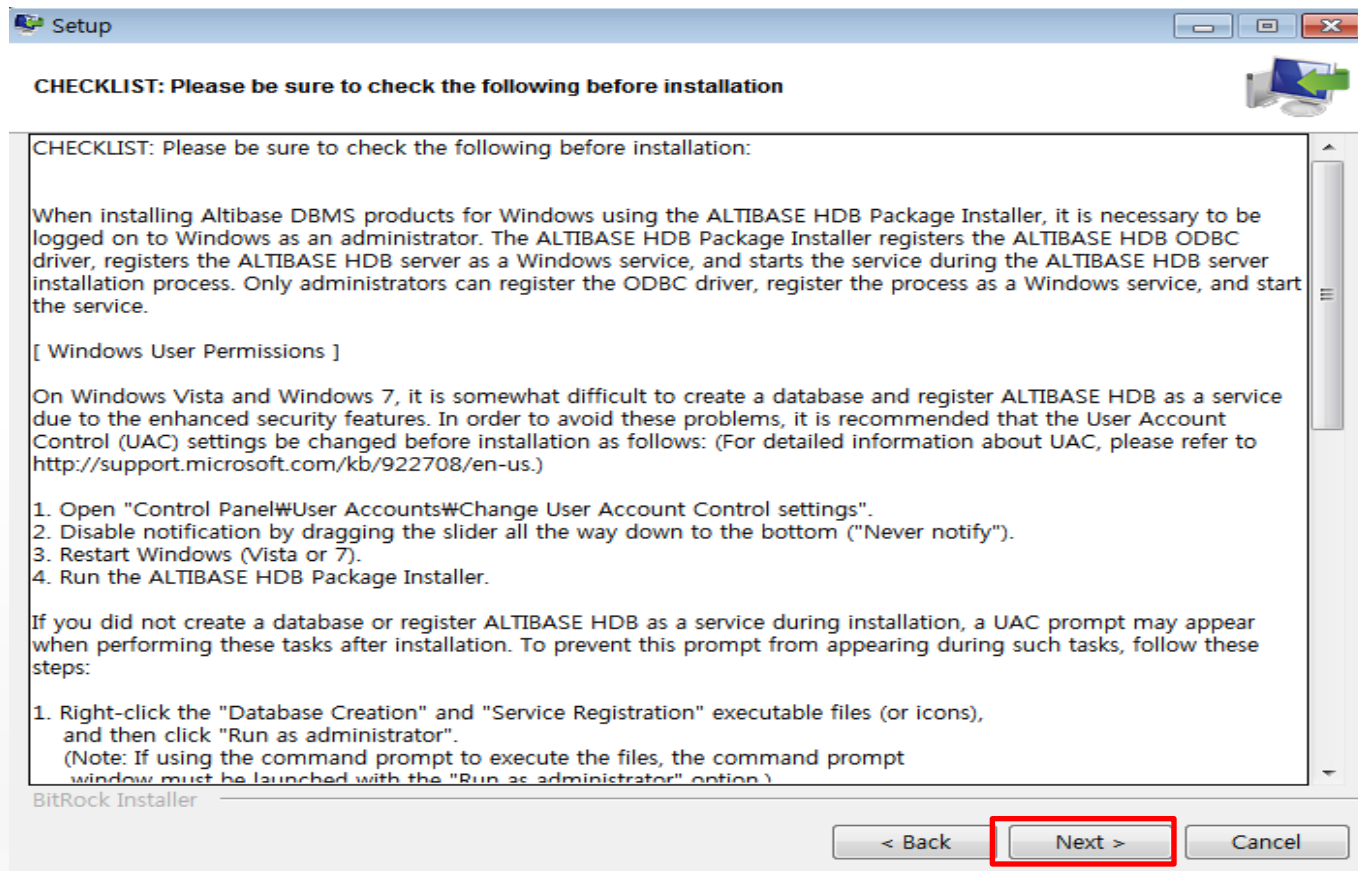 Setup
CHECKLIST: Please be sure to check the following before installation
CHECKLIST: Please be sure to check the following before installation:
When installing Altibase DBMS products for Windows using the ALTIBASE HDB Package Installer, it is necessary to be
logged on to Windows as an administrator. The ALTIBASE HDB Package Installer registers the ALTIBASE HDB ODBC
driver, registers the ALTIBASE HDB server as a Windows service, and starts the service during the ALTIBASE HDB server
installation process. Only administrators can register the ODBC driver, register the process as a Windows service, and start
the service.
[ Windows User Permissions ]
On Windows Vista and Windows 7, it is somewhat difficult to create a database and register ALTIBASE HDB as a service
due to the enhanced security features. In order to avoid these problems, it is recommended that the User Account
Control (UAC) settings be changed before installation as follows: (For detailed information about UAC, please refer to
http://support.microsoft.com/kb/922708/en-us.)
1. Open "Control Panel₩User Accounts₩Change User Account Control settings".
2. Disable notification by dragging the slider all the way down to the bottom ("Never notify").
3. Restart Windows (Vista or 7).
4. Run the ALTIBASE HDB Package Installer.
If you did not create a database or register ALTIBASE HDB as a service during installation, a UAC prompt may appear
when performing these tasks after installation. To prevent this prompt from appearing during such tasks, follow these
steps:
1. Right-click the "Database Creation" and "Service Registration" executable files (or icons),
and then click "Run as administrator".
(Note: If using the command prompt to execute the files, the command prompt
window must be launched with the "Run as administrator" option.)
BitRock Installer
< Back
Next >
Cancel